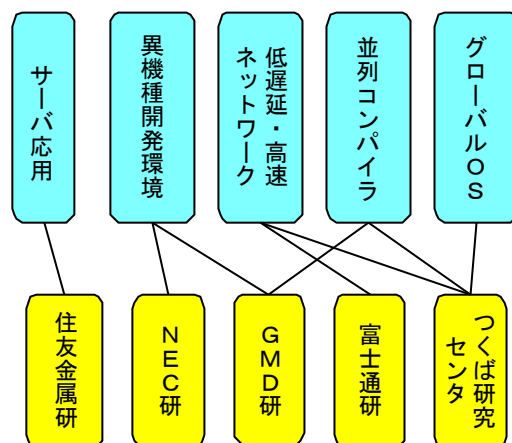 サーバ応用
異機種開発環境
低遅延・高速
ネットワーク
並列コンパイラ
グローバルOS
住友金属研
NEC研
GMD研
富士通研
つくば研究
センタ